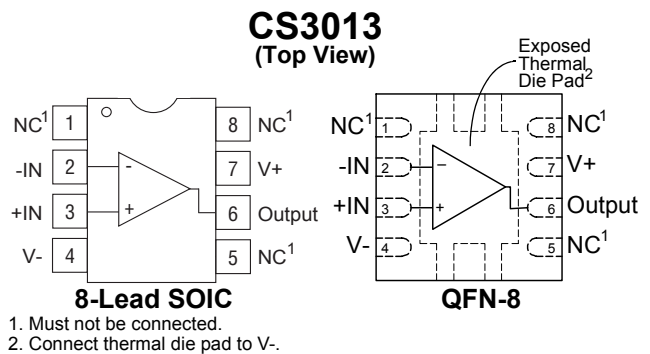 CS3013
(Top View)
Exposed
Thermal
Die Pad2
NC1 1
8 NC1
-IN 2 -
7 V+
+IN 3 +
6 Output
V- 4
5 NC1
8-Lead SOIC
NC1 1
8 NC1
-IN 2 -
7 V+
+IN 3 +
6 Output
V- 4
5 NC1
QFN-8
1. Must not be connected.
2. Connect thermal die pad to V-.